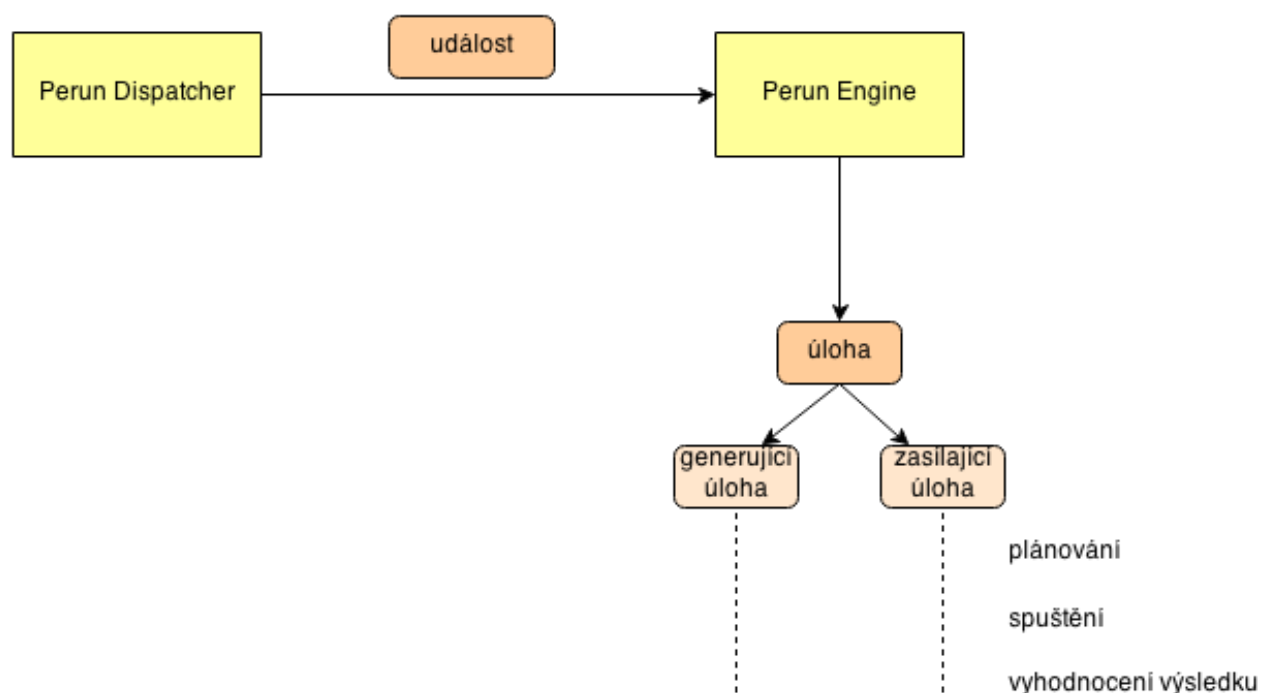 událost
Perun Dispatcher
Perun Engine
úloha
generující
úloha
zasílající
úloha
plánování
spuštění
vyhodnocení výsledku